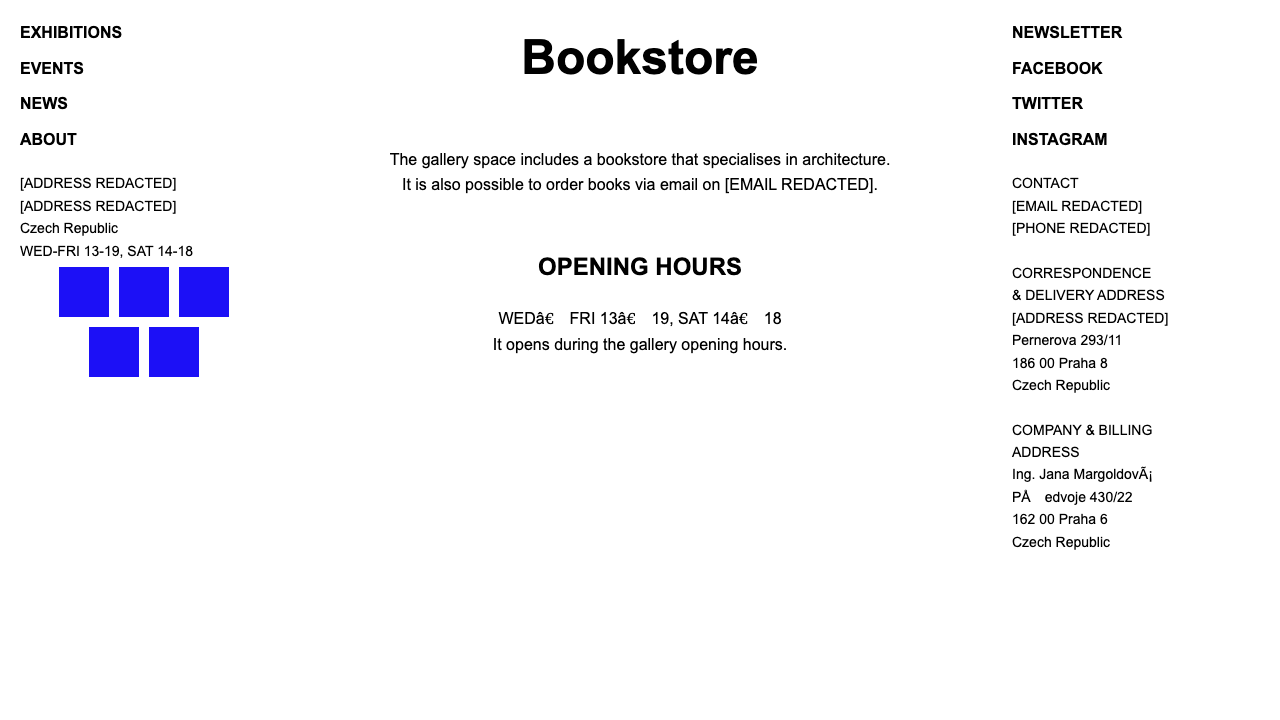 EXHIBITIONS
EVENTS
NEWS
ABOUT
[ADDRESS REDACTED]
[ADDRESS REDACTED]
Czech Republic
WED-FRI 13-19, SAT 14-18
Bookstore
The gallery space includes a bookstore that specialises in architecture.
It is also possible to order books via email on [EMAIL REDACTED].
OPENING HOURS
WEDâ€ FRI 13â€ 19, SAT 14â€ 18
It opens during the gallery opening hours.
NEWSLETTER
FACEBOOK
TWITTER
INSTAGRAM
CONTACT
[EMAIL REDACTED]
[PHONE REDACTED]
CORRESPONDENCE
& DELIVERY ADDRESS
[ADDRESS REDACTED]
Pernerova 293/11
186 00 Praha 8
Czech Republic
COMPANY & BILLING
ADDRESS
Ing. Jana MargoldovÃ¡
PÅ edvoje 430/22
162 00 Praha 6
Czech Republic